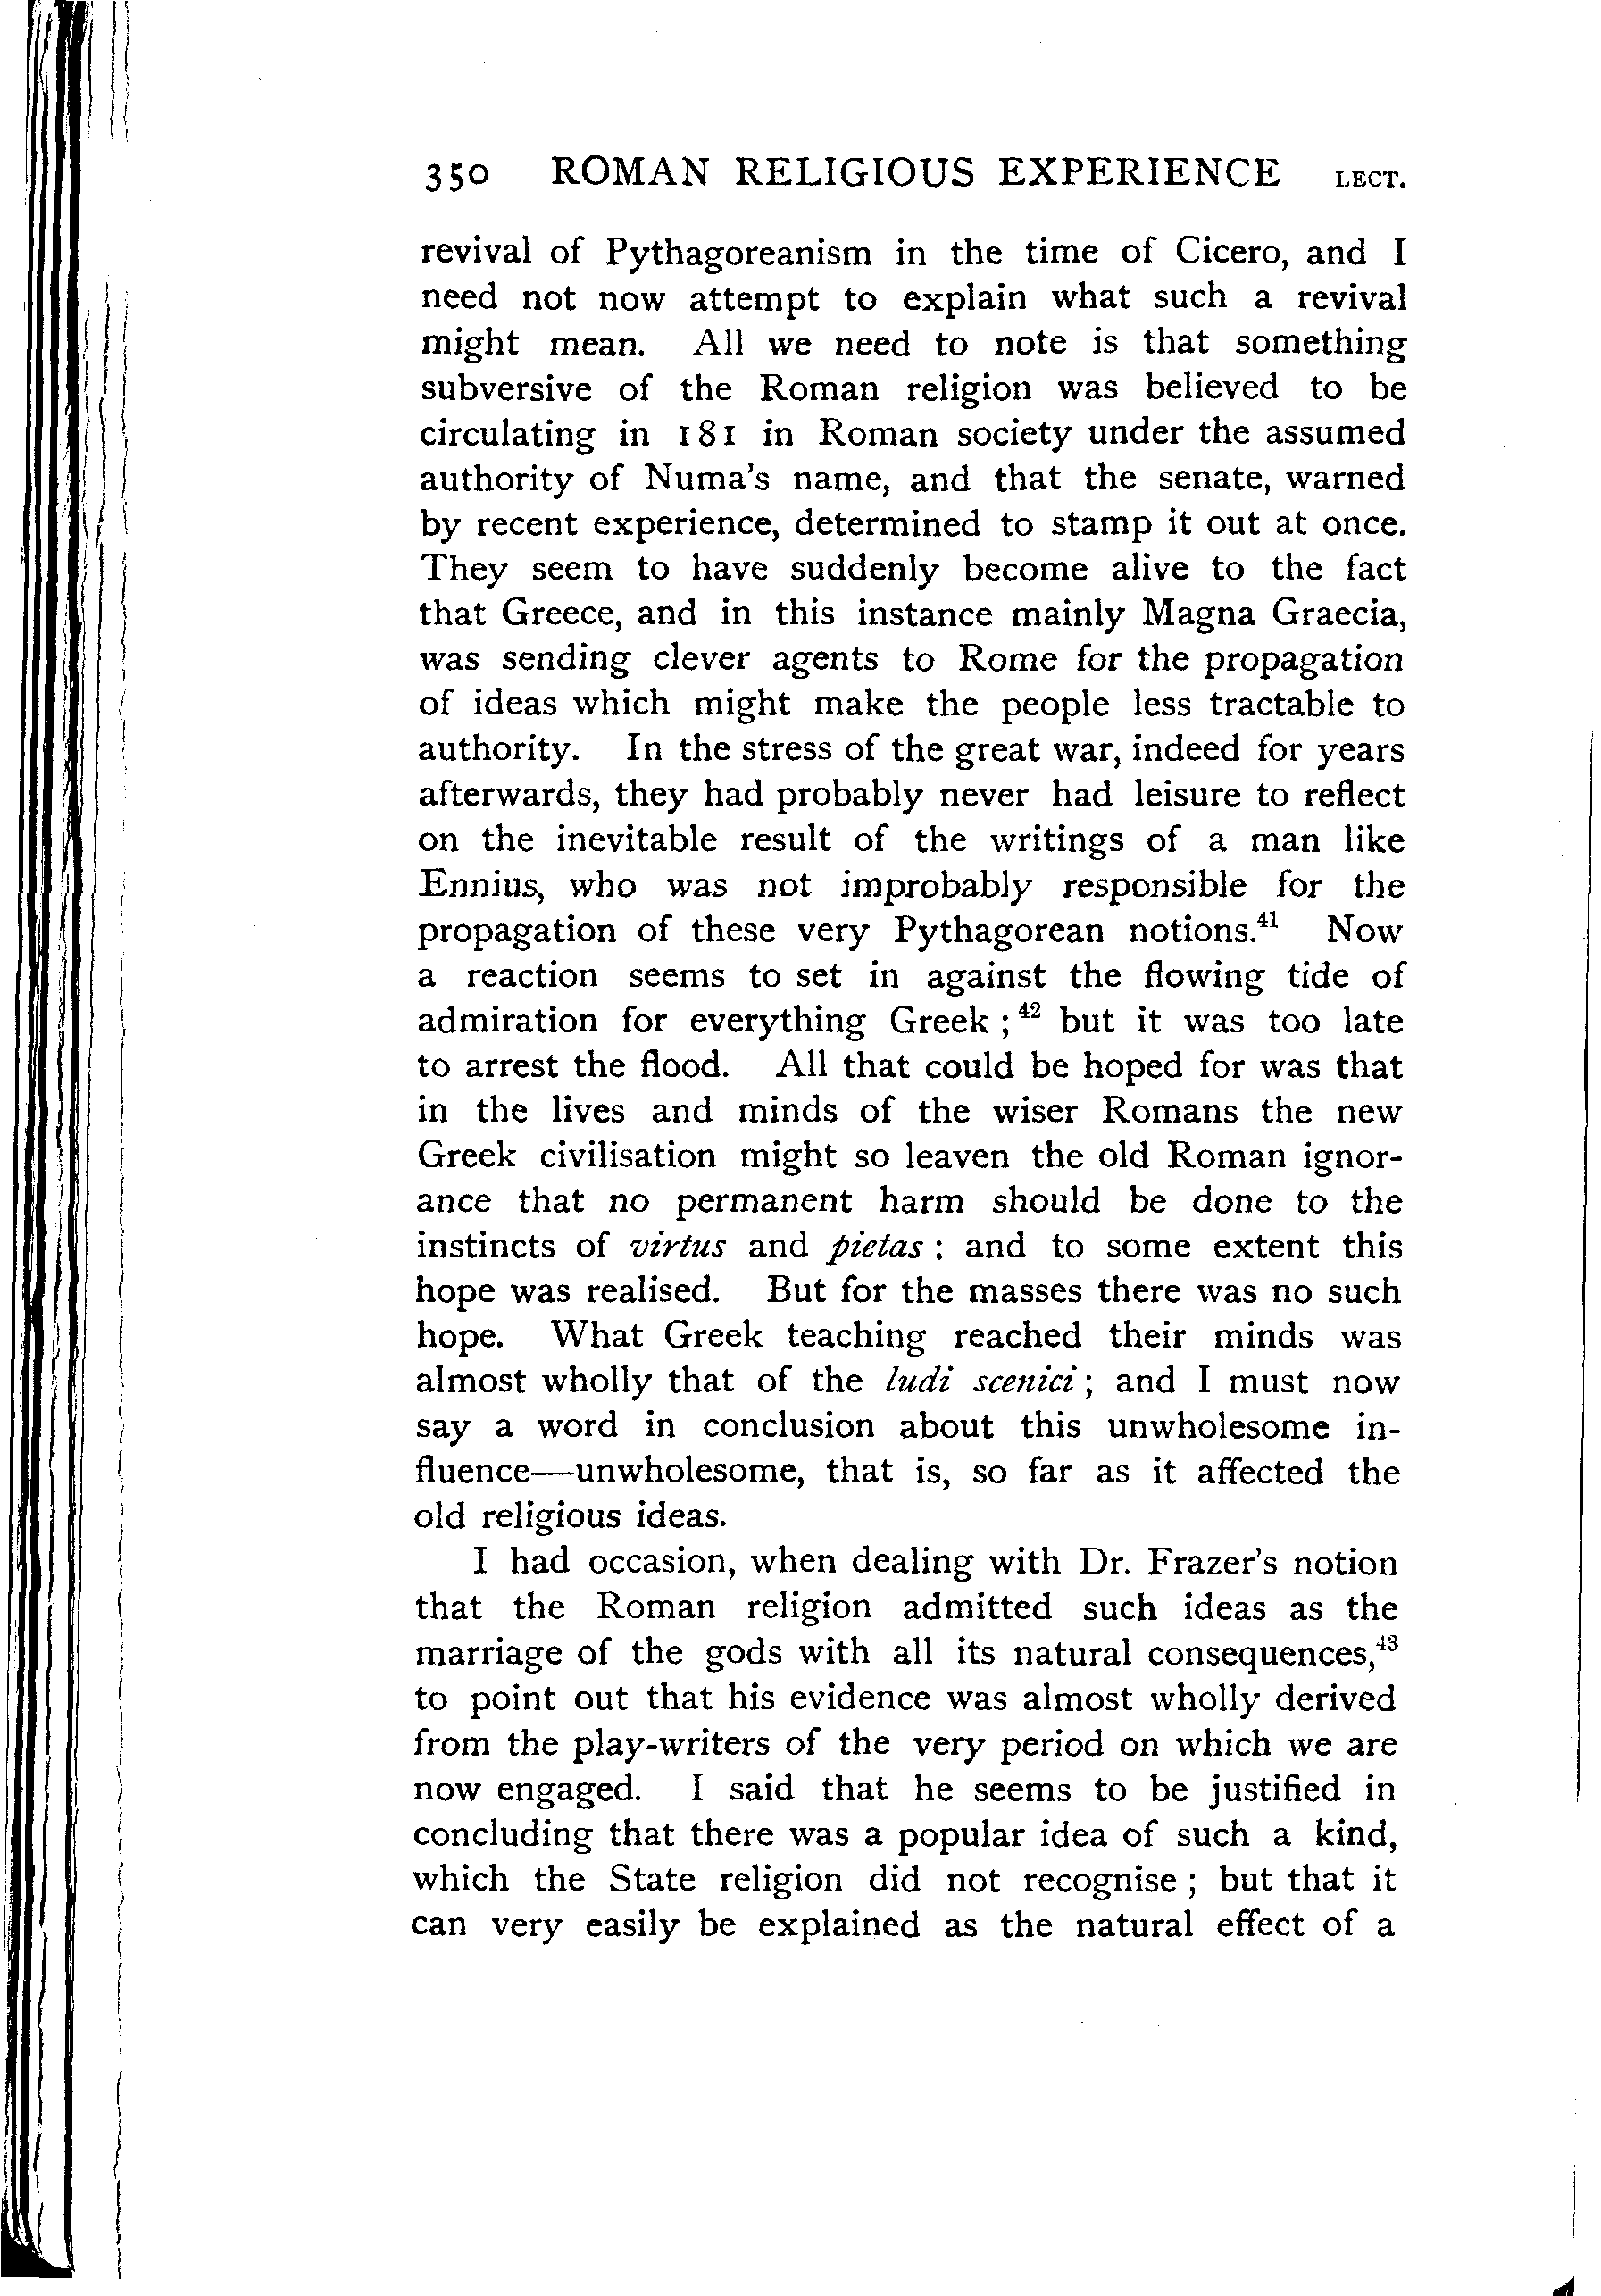 350 ROMAN RELIGIOUS EXPERIENCE LECT.
revival of Pythagoreanism in the time of Cicero, and I
need not now attempt to explain what such a revival
might mean. All we need to note is that something
subversive of the Roman religion was believed to be
circulating in 181 in Roman society under the assumed
authority of Numa's name, and that the senate, warned
by recent experience, determined to stamp it out at once.
They seem to have suddenly become alive to the fact
that Greece, and in this instance mainly Magna Graecia,
was sending clever agents to Rome for the propagation
of ideas which might make the people less tractable to
authority. In the stress of the great war, indeed for years
afterwards, they had probably never had leisure to reflect
on the inevitable result of the writings of a man like
Ennius, who was not improbably responsible for the
propagation of these very Pythagorean notions.⁴¹ Now
a reaction seems to set in against the flowing tide of
admiration for everything Greek ;⁴² but it was too late
to arrest the flood. All that could be hoped for was that
in the lives and minds of the wiser Romans the new
Greek civilisation might so leaven the old Roman ignor-
ance that no permanent harm should be done to the
instincts of virtus and pietas : and to some extent this
hope was realised. But for the masses there was no such
hope. What Greek teaching reached their minds was
almost wholly that of the ludi scenici ; and I must now
say a word in conclusion about this unwholesome in-
fluence—unwholesome, that is, so far as it affected the
old religious ideas.
I had occasion, when dealing with Dr. Frazer's notion
that the Roman religion admitted such ideas as the
marriage of the gods with all its natural consequences,⁴³
to point out that his evidence was almost wholly derived
from the play-writers of the very period on which we are
now engaged. I said that he seems to be justified in
concluding that there was a popular idea of such a kind,
which the State religion did not recognise ; but that it
can very easily be explained as the natural effect of a